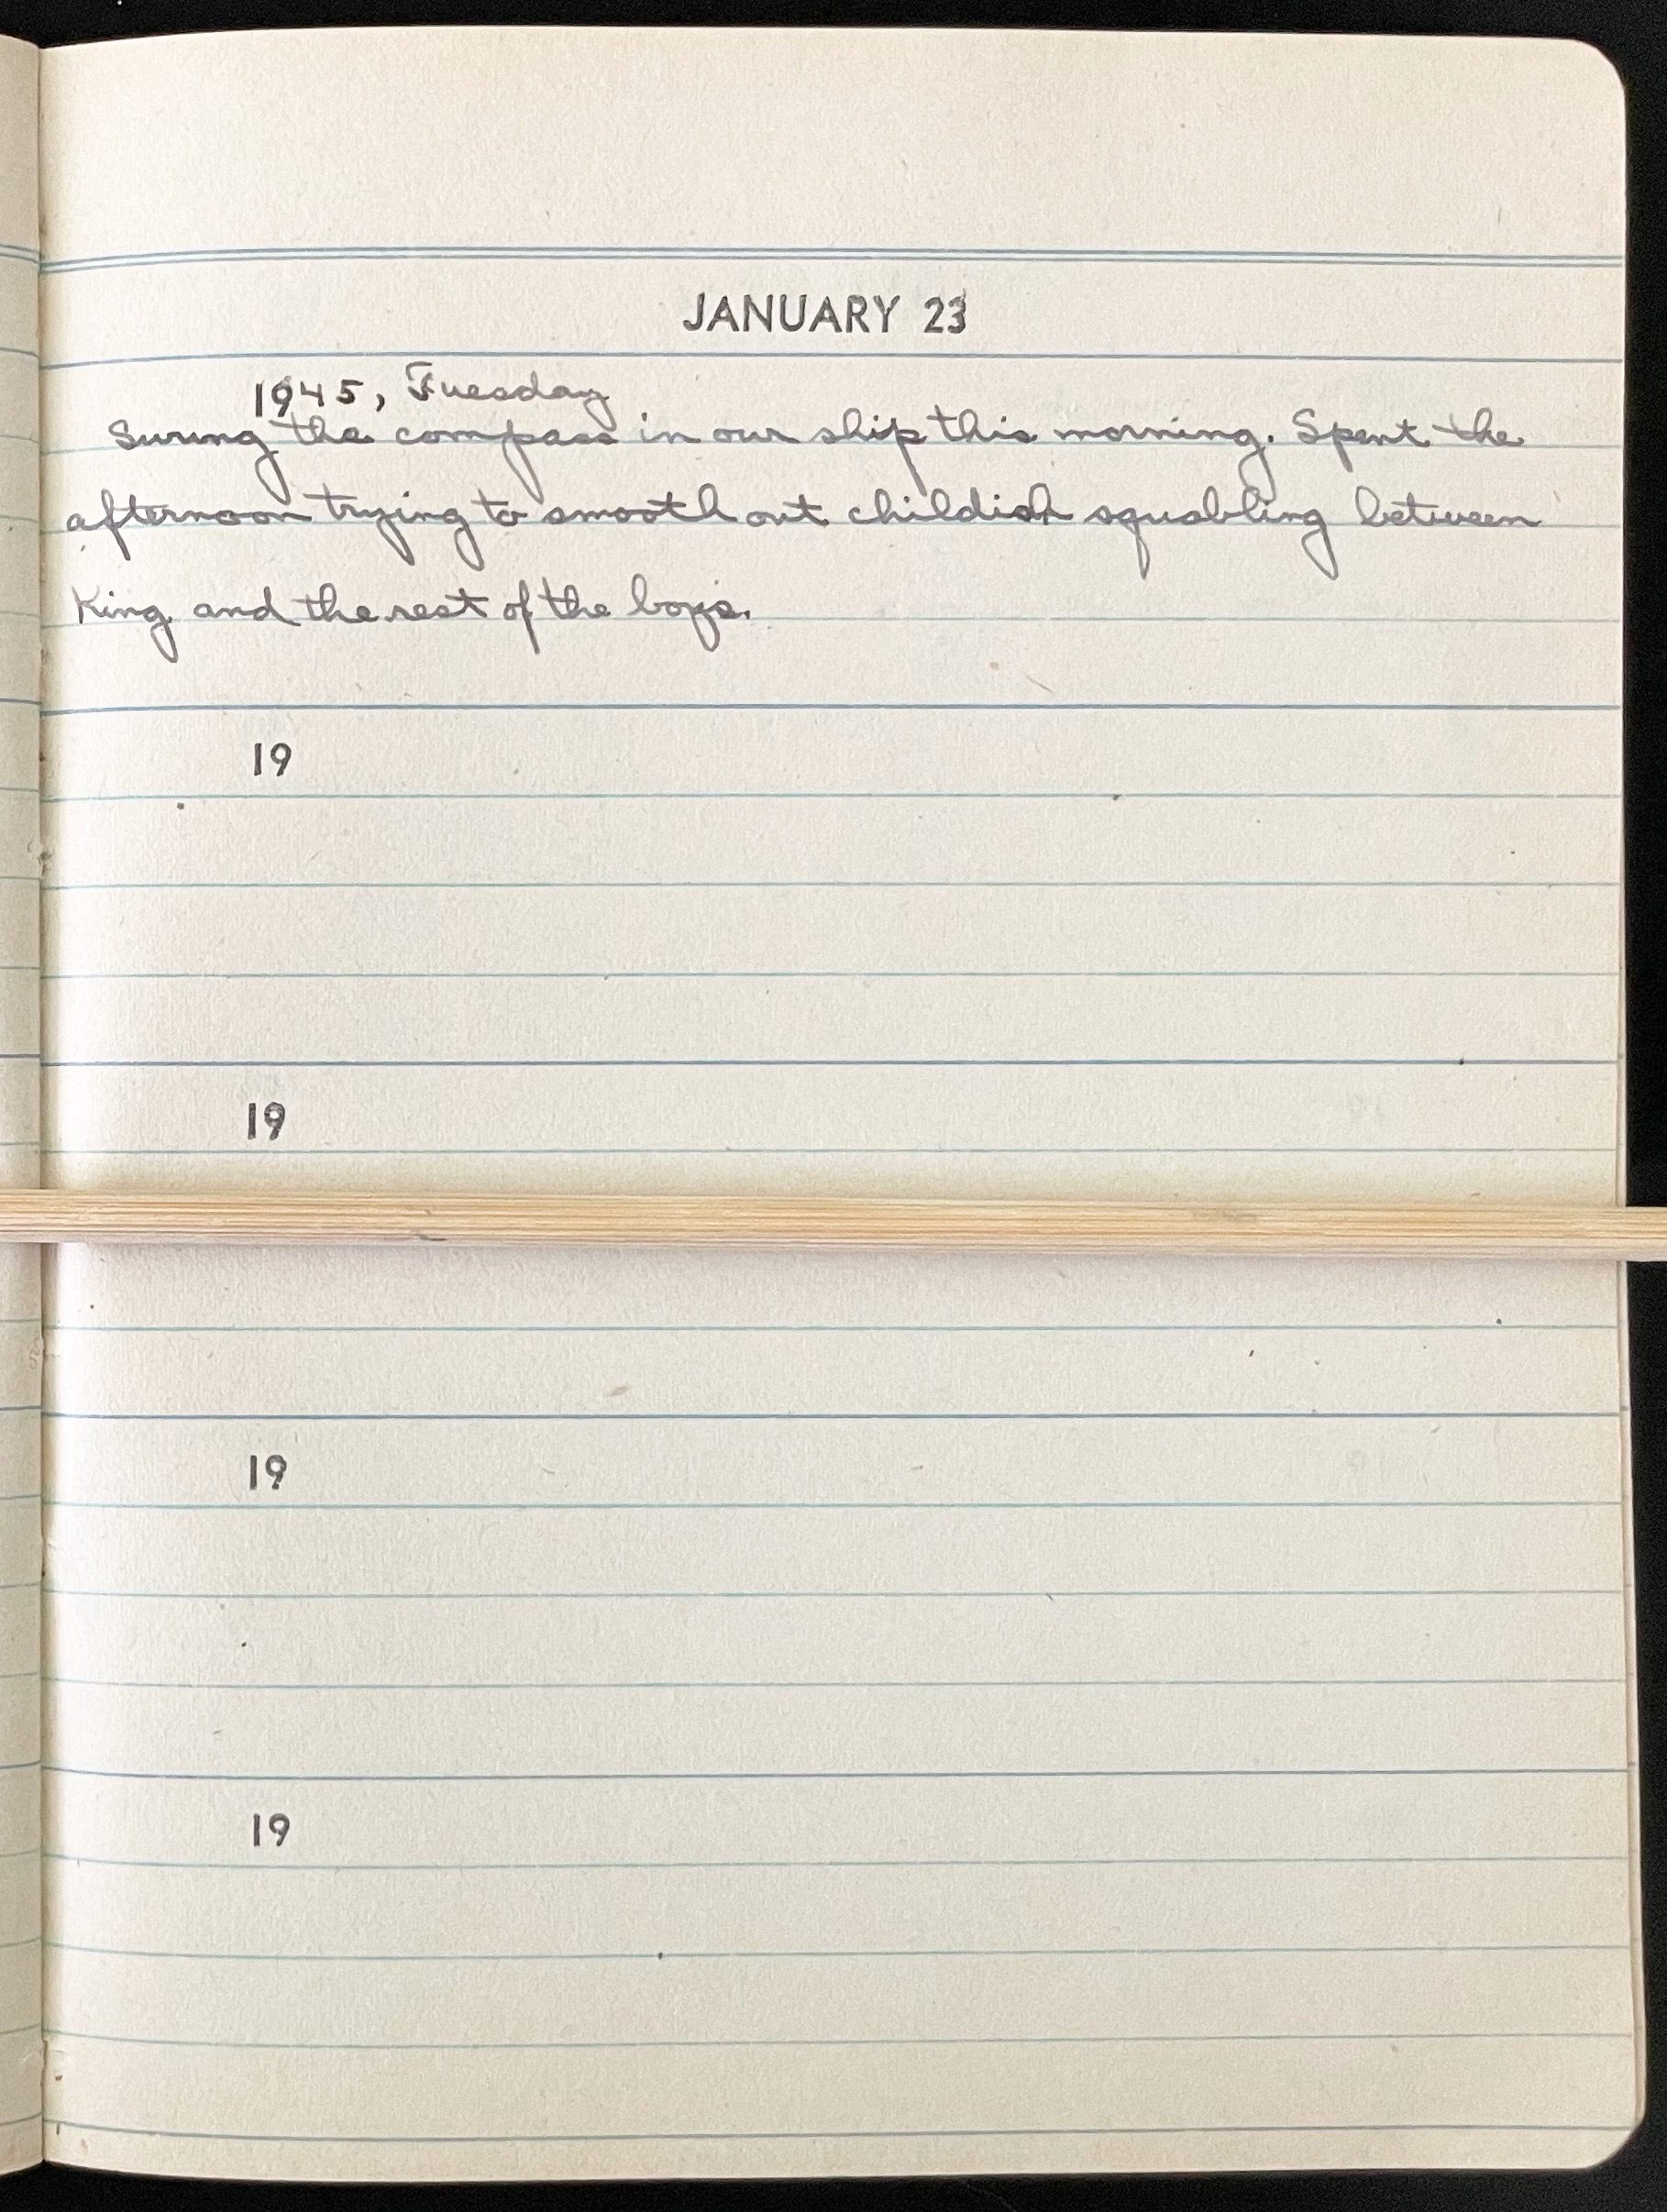 JANUARY 23
1945, Tuesday
Swung the compass in our ship this morning. Spent the
afternoon trying to smooth out childish squabling between
King and the rest of the boys.
19
19
19
19